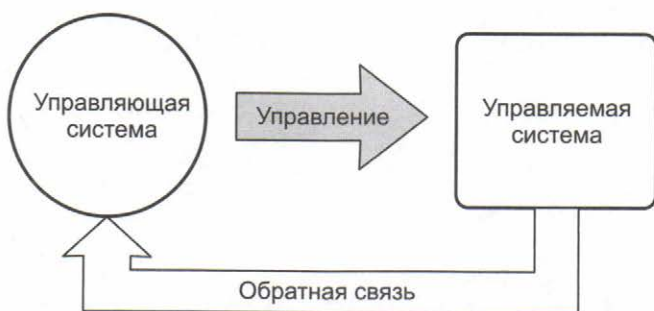 Управляющая
система
Управление
Управляемая
система
Обратная связь